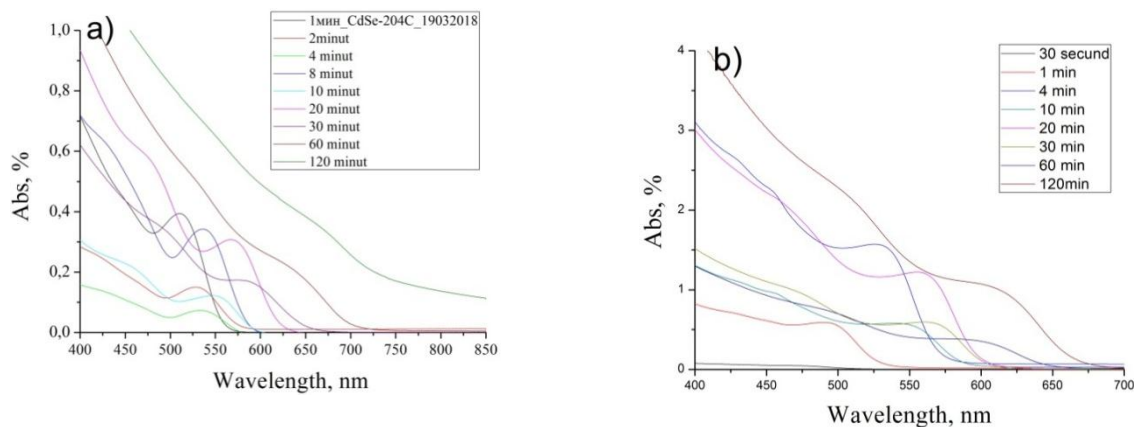 a)
1мин_CdSe-204C_19032018
2minut
4 minut
8 minut
10 minut
20 minut
30 minut
60 minut
120 minut
Abs, %
1,0
0,8
0,6
0,4
0,2
0,0
400 450 500 550 600 650 700 750 800 850
Wavelength, nm
b)
30 secund
1 min
4 min
10 min
20 min
30 min
60 min
120min
Abs, %
4
3
2
1
0
400 450 500 550 600 650 700
Wavelength, nm